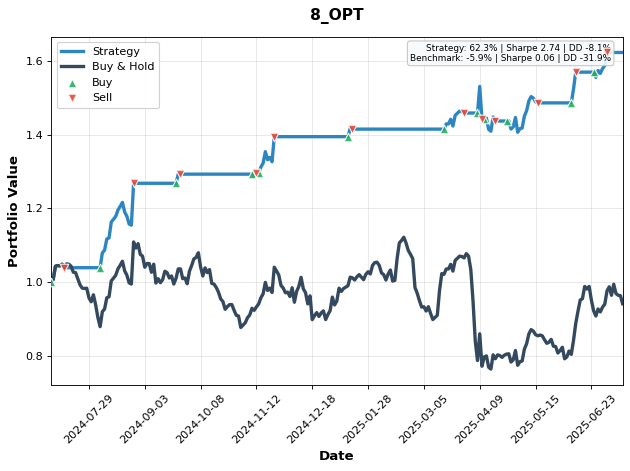 8_OPT
Strategy
Buy & Hold
Buy
Sell
Strategy: 62.3% | Sharpe 2.74 | DD -8.1%
Benchmark: -5.9% | Sharpe 0.06 | DD -31.9%
Portfolio Value
1.6
1.4
1.2
1.0
0.8
2024-07-29
2024-09-03
2024-10-08
2024-11-12
2024-12-18
2025-01-28
2025-03-05
2025-04-09
2025-05-15
2025-06-23
Date